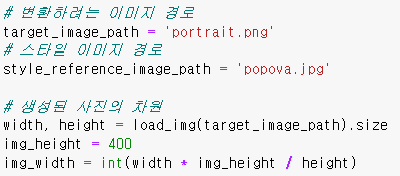 # 변환하려는 이미지 경로
target_image_path = 'portrait.png'
# 스타일 이미지 경로
style_reference_image_path = 'popova.jpg'
# 생성된 사진의 차원
width, height = load_img(target_image_path).size
img_height = 400
img_width = int(width * img_height / height)